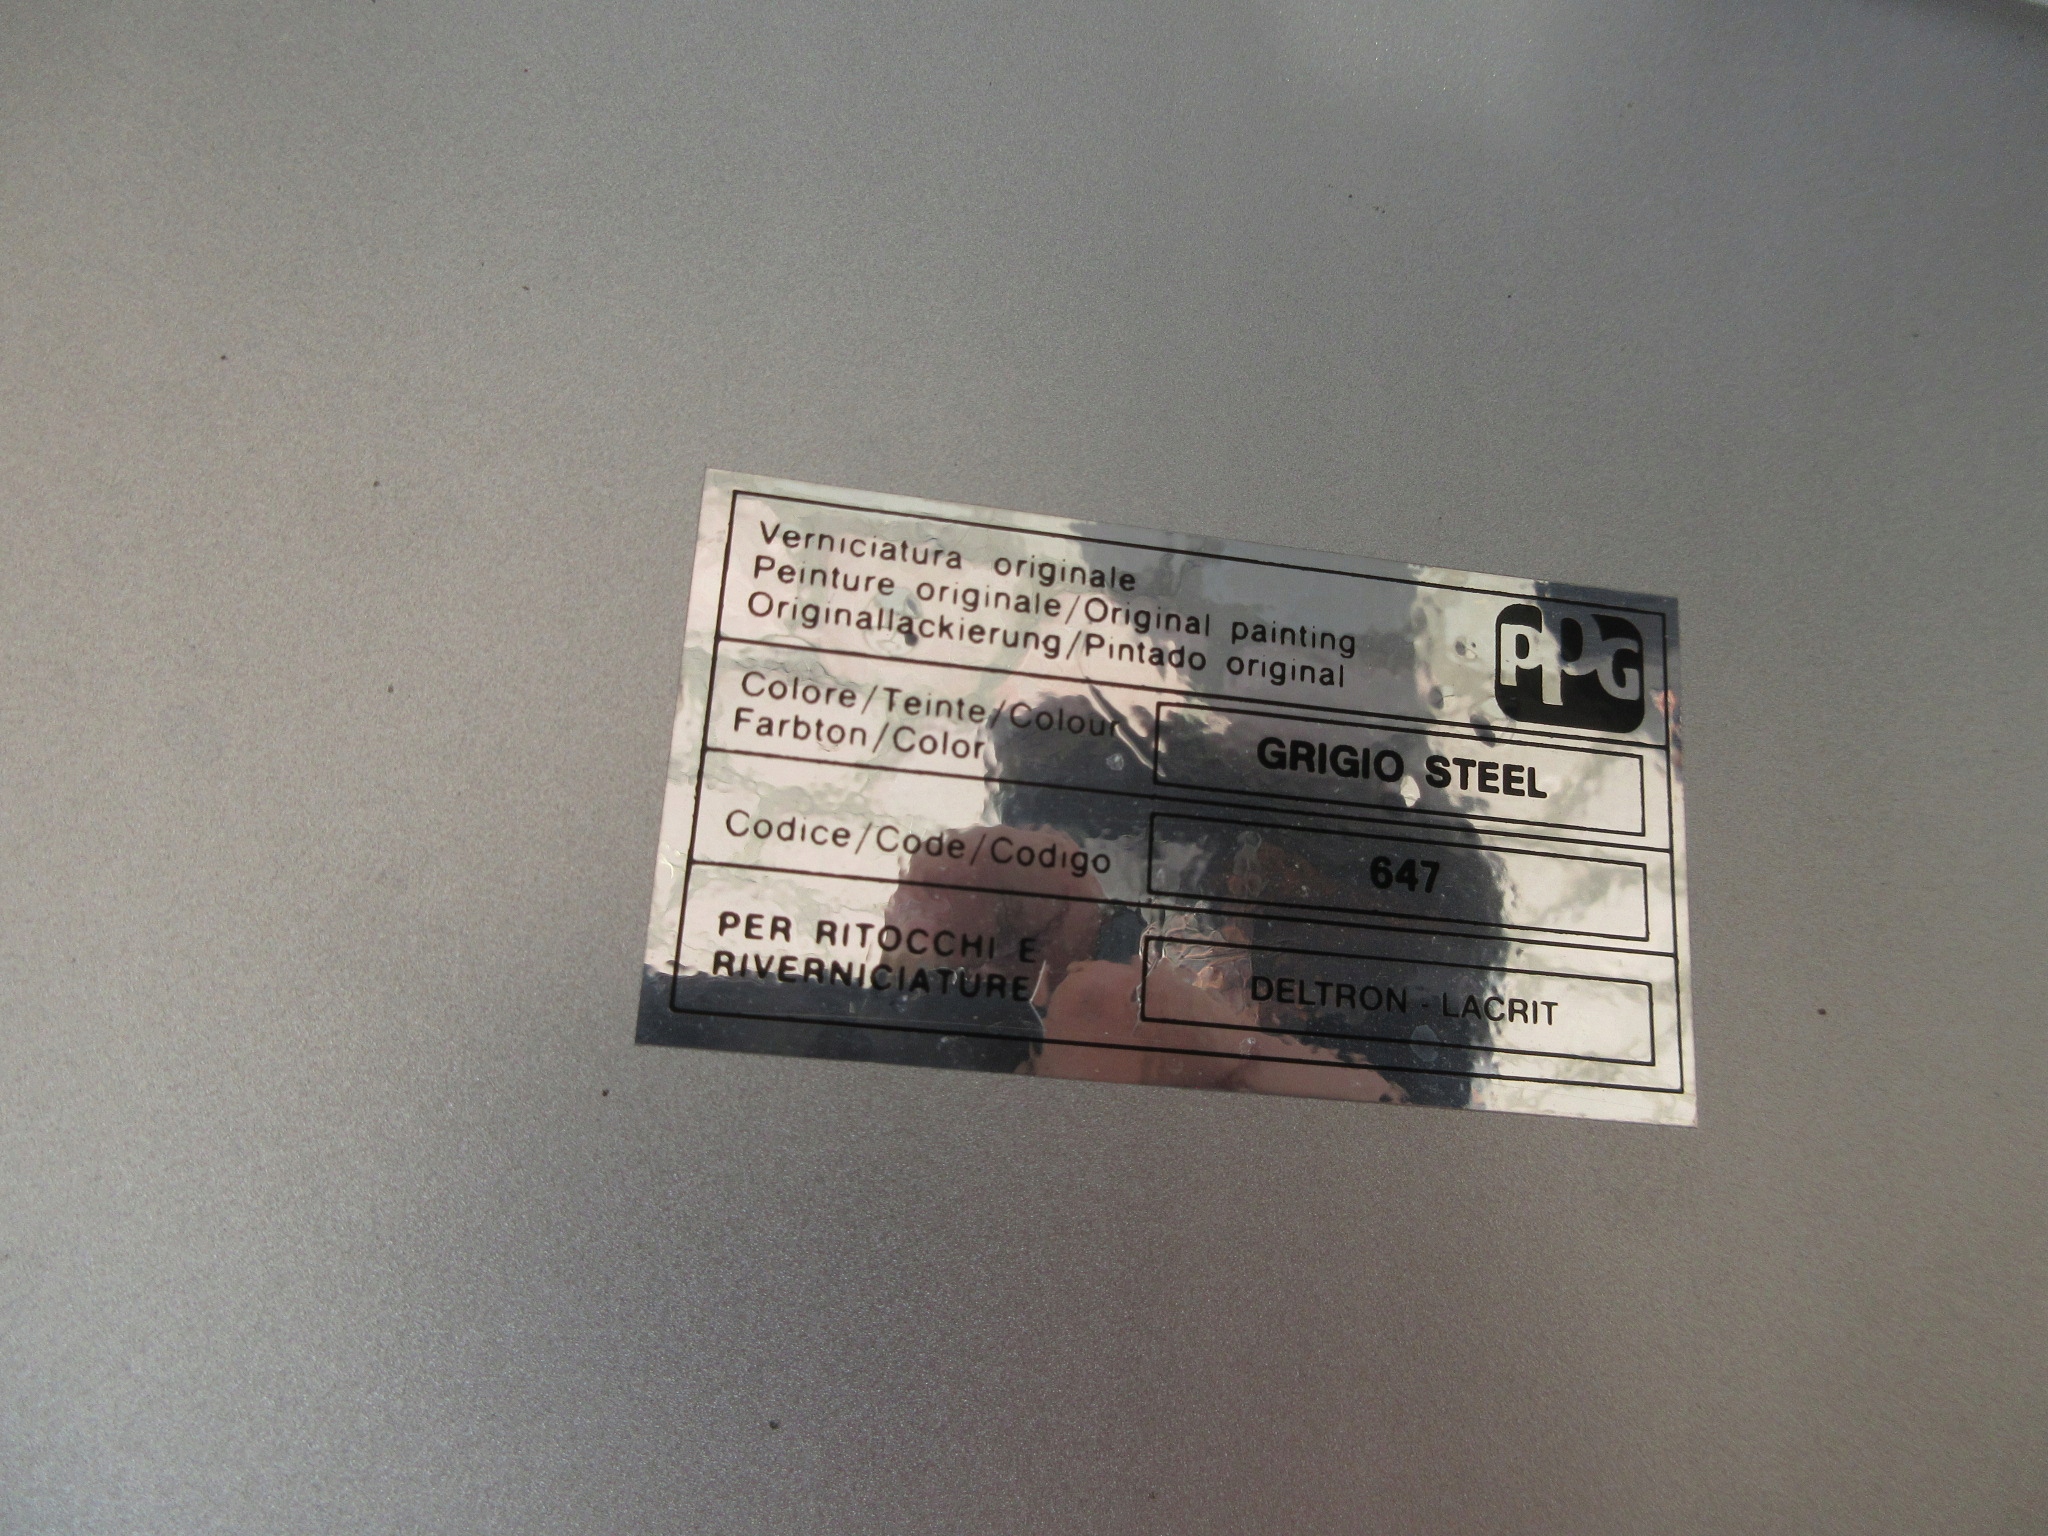 Verniciatura originale
Peinture originale/Original painting
Originallackierung/Pintado original
PPG
Colore/Teinte/Colour
Farbton/Color
GRIGIO STEEL
Codice/Code/Codigo
647
PER RITOCCHI E
RIVERNICIATURE
DELTRON - LACRIT